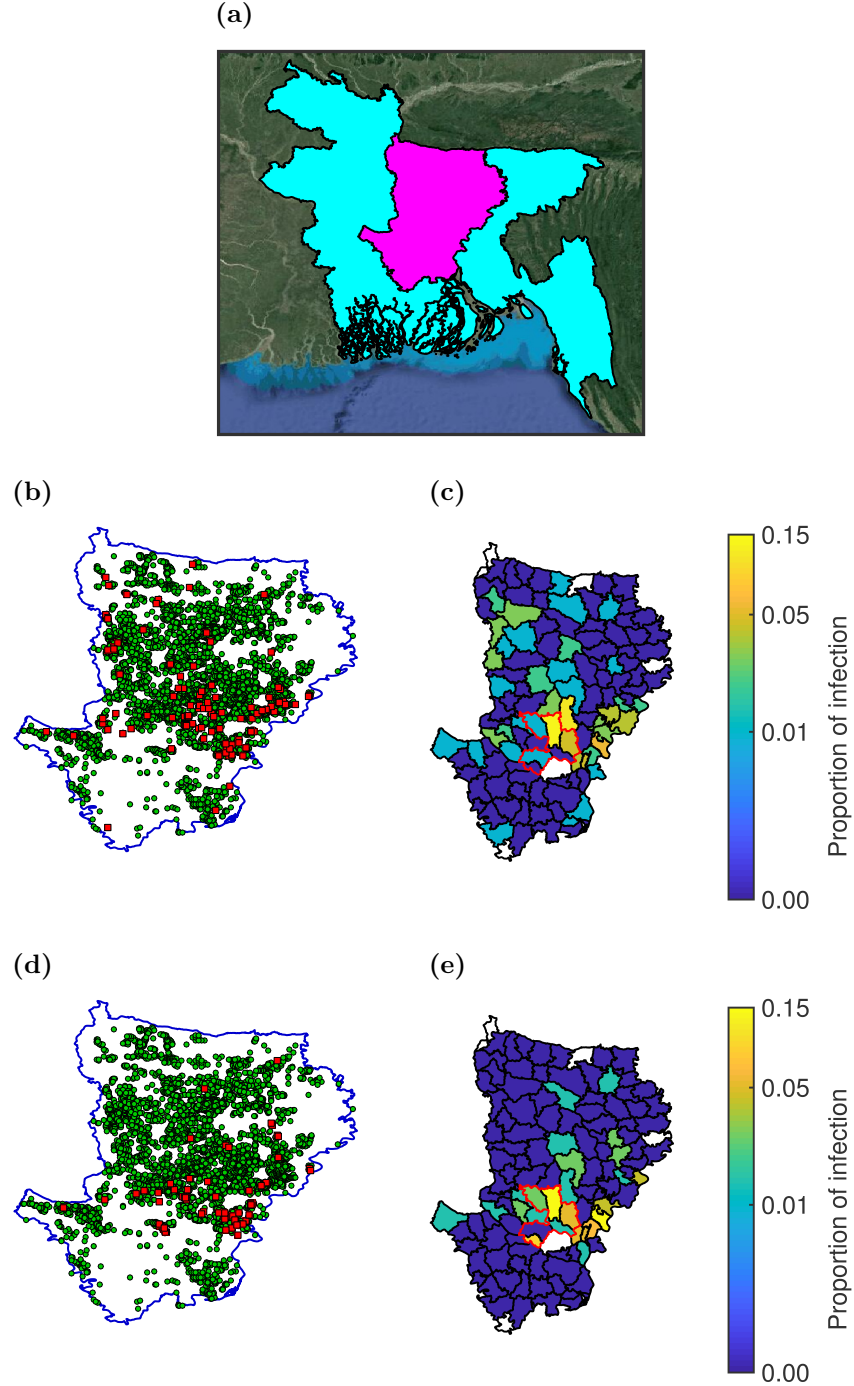 (a)
(b)
(c)
0.15
0.05
0.01
0.00
Proportion of infection
(d)
(e)
0.15
0.05
0.01
0.00
Proportion of infection